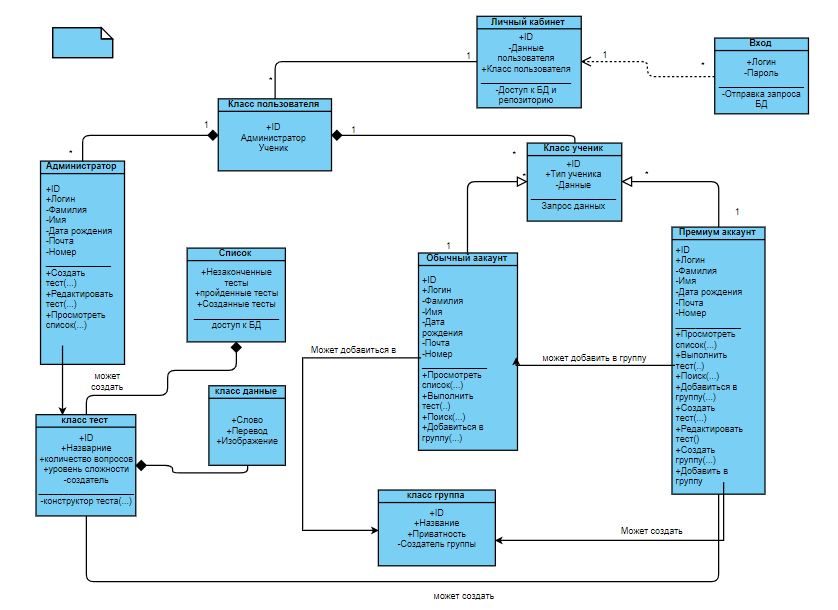 Личный кабинет
+ID
-Данные
пользователя
+Класс пользователя
-Доступ к БД и
репозиторию
1
*
1
*
Вход
+Логин
-Пароль
-Отправка запроса
БД
Класс пользователя
+ID
Администратор
Ученик
1
*
1
*
Класс ученик
+ID
+Тип ученика
-Данные
Запрос данных
*
1
*
1
Администратор
+ID
+Логин
-Фамилия
-Имя
-Дата рождения
-Почта
-Номер
+Создать
тест(...)
+Редактировать
тест(...)
+Просмотреть
список(...)
Список
+Незаконченные
тесты
+пройденные тесты
+Созданные тесты
доступ к БД
Обычный аакаунт
+ID
+Логин
-Фамилия
-Имя
-Дата
рождения
-Почта
-Номер
+Просмотреть
список(...)
+Выполнить
тест(..)
+Поиск(...)
+Добавиться в
группу(...)
Премиум аккаунт
+ID
+Логин
-Фамилия
-Имя
-Дата рождения
-Почта
-Номер
+Просмотреть
список(...)
+Выполнить
тест(..)
+Поиск(...)
+Добавиться в
группу(...)
+Создать
тест(...)
+Редактировать
тест()
+Создать
группу(...)
+Добавить в
группу
может
создать
Может добавиться в
может добавить в группу
класс данные
+Слово
+Перевод
+Изображение
класс тест
+ID
+Назварние
+количество вопросов
+уровень сложности
-создатель
-конструктор теста(...)
класс группа
+ID
+Название
+Приватность
-Создатель группы
Может создать
может создать